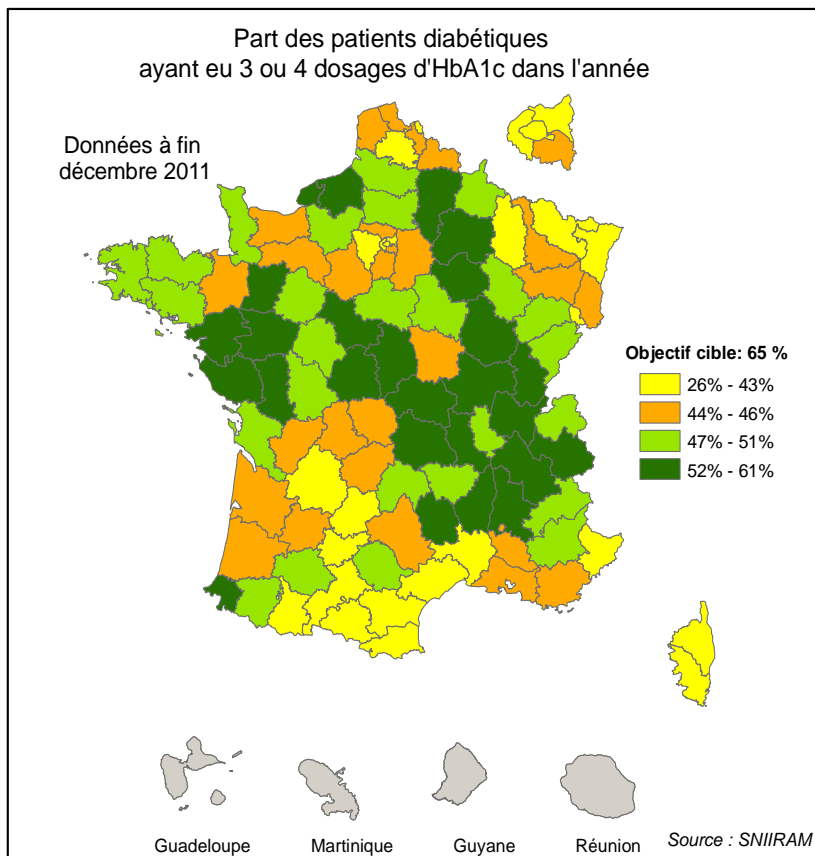 Part des patients diabétiques
ayant eu 3 ou 4 dosages d'HbA1c dans l'année
Données à fin
décembre 2011
Objectif cible: 65 %
26% - 43%
44% - 46%
47% - 51%
52% - 61%
Guadeloupe
Martinique
Guyane
Réunion
Source : SNIIRAM